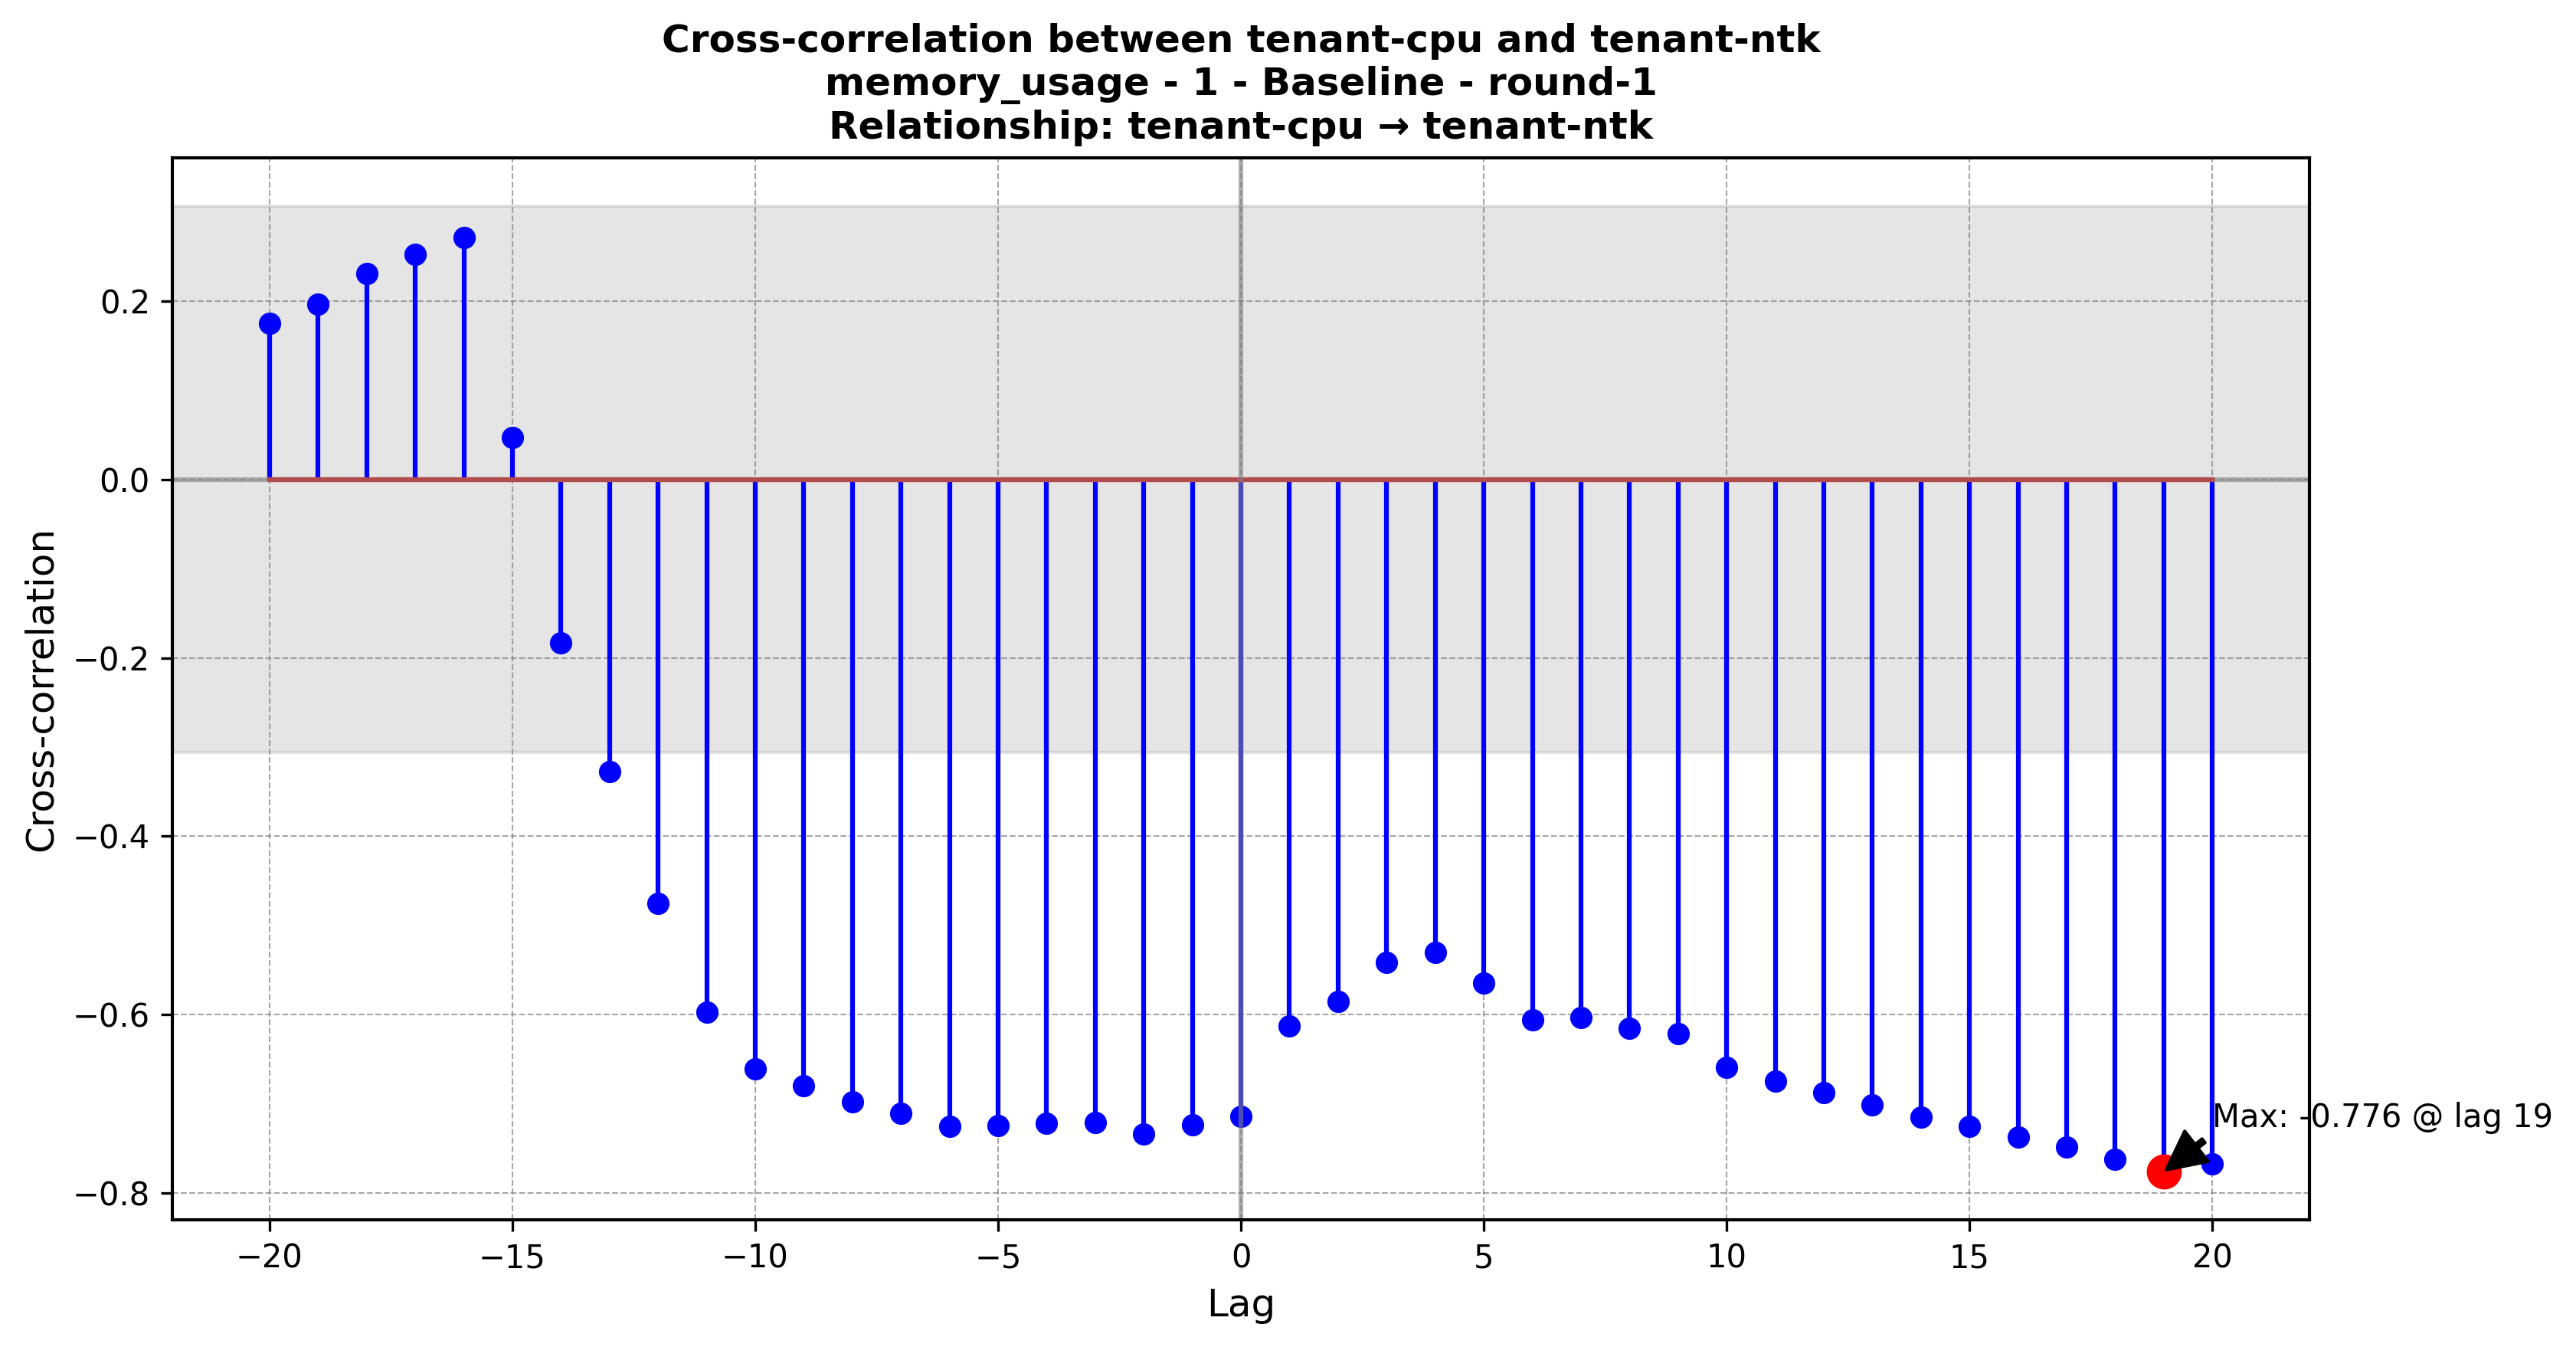 Cross-correlation between tenant-cpu and tenant-ntk
memory_usage - 1 - Baseline - round-1
Relationship: tenant-cpu → tenant-ntk
Cross-correlation
0.2
0.0
−0.2
−0.4
−0.6
−0.8
Max: -0.776 @ lag 19
−20 −15 −10 −5 0 5 10 15 20
Lag